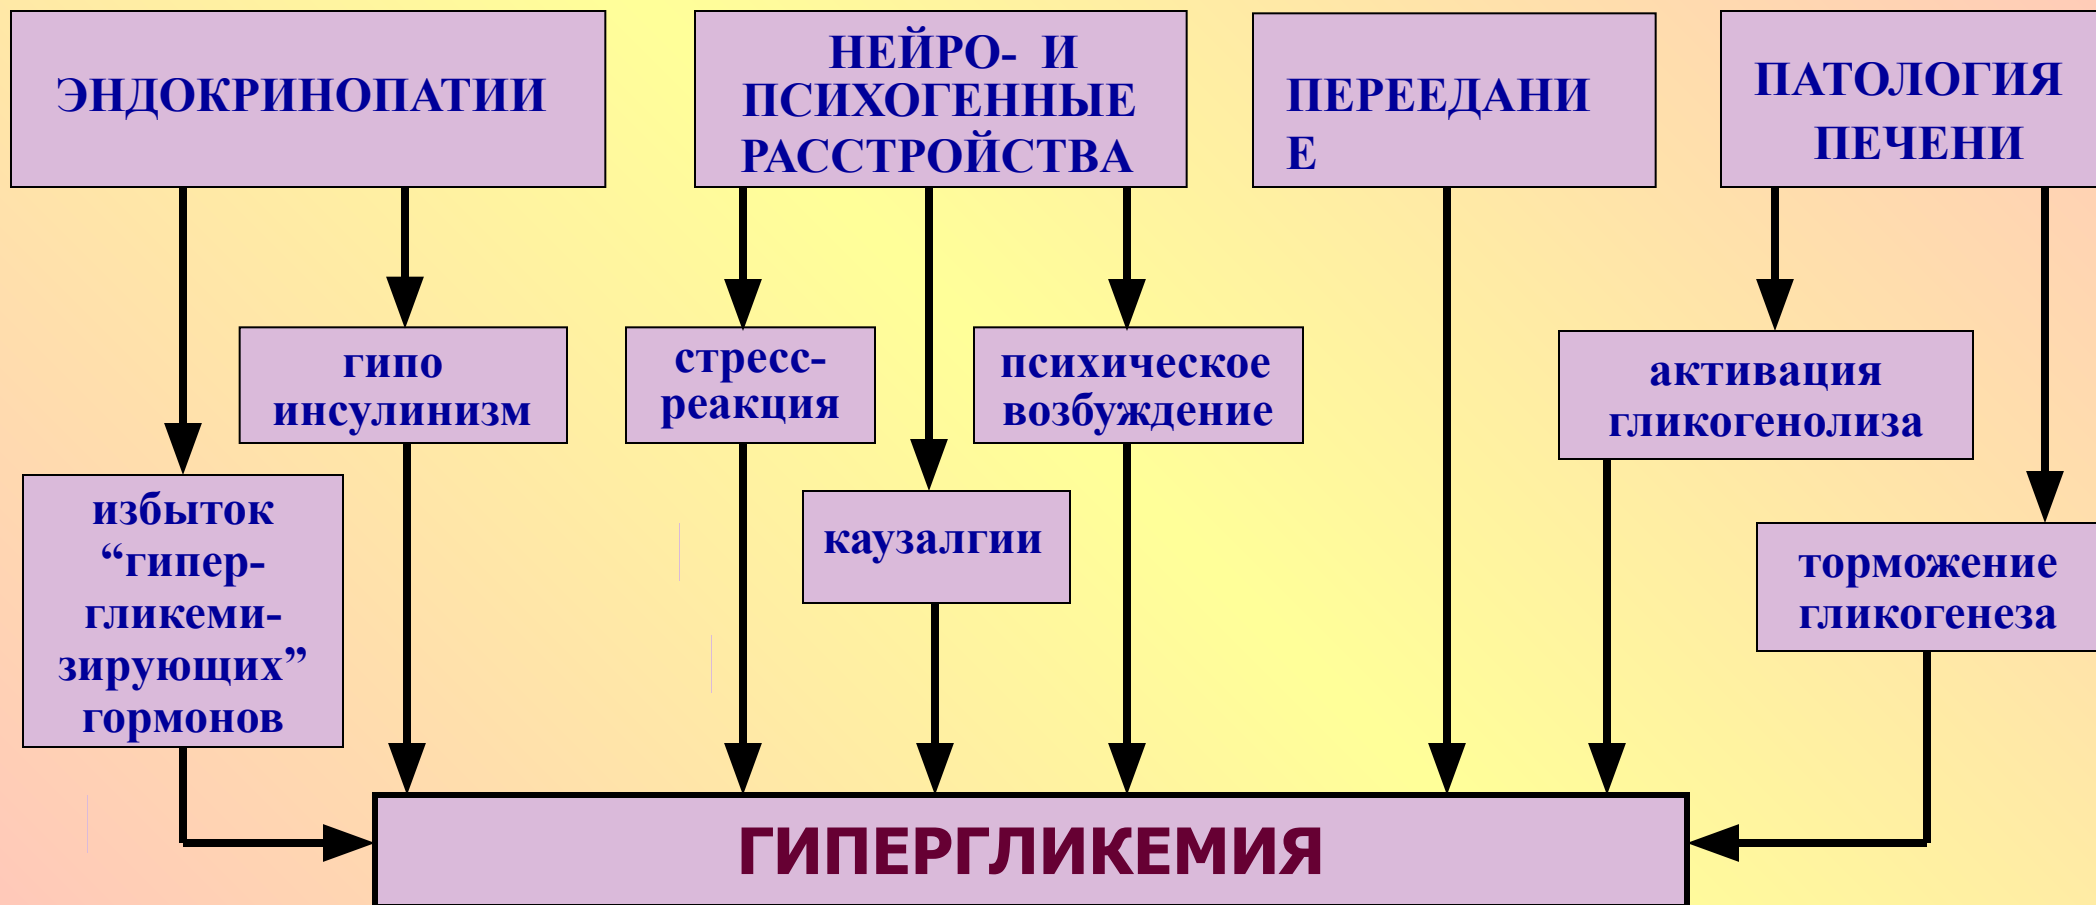 ЭНДОКРИНОПАТИИ
НЕЙРО- И
ПСИХОГЕННЫЕ
РАССТРОЙСТВА
ПЕРЕЕДАНИ
Е
ПАТОЛОГИЯ
ПЕЧЕНИ
гипо
инсулинизм
стресс-
реакция
психическое
возбуждение
активация
гликогенолиза
избыток
“гипер-
гликеми-
зирующих”
гормонов
каузалгии
торможение
гликогенеза
ГИПЕРГЛИКЕМИЯ